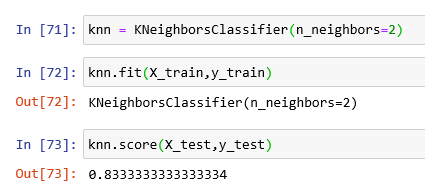 In [71]: knn = KNeighborsClassifier(n_neighbors=2)
In [72]: knn.fit(X_train,y_train)
Out[72]: KNeighborsClassifier(n_neighbors=2)
In [73]: knn.score(X_test,y_test)
Out[73]: 0.8333333333333334